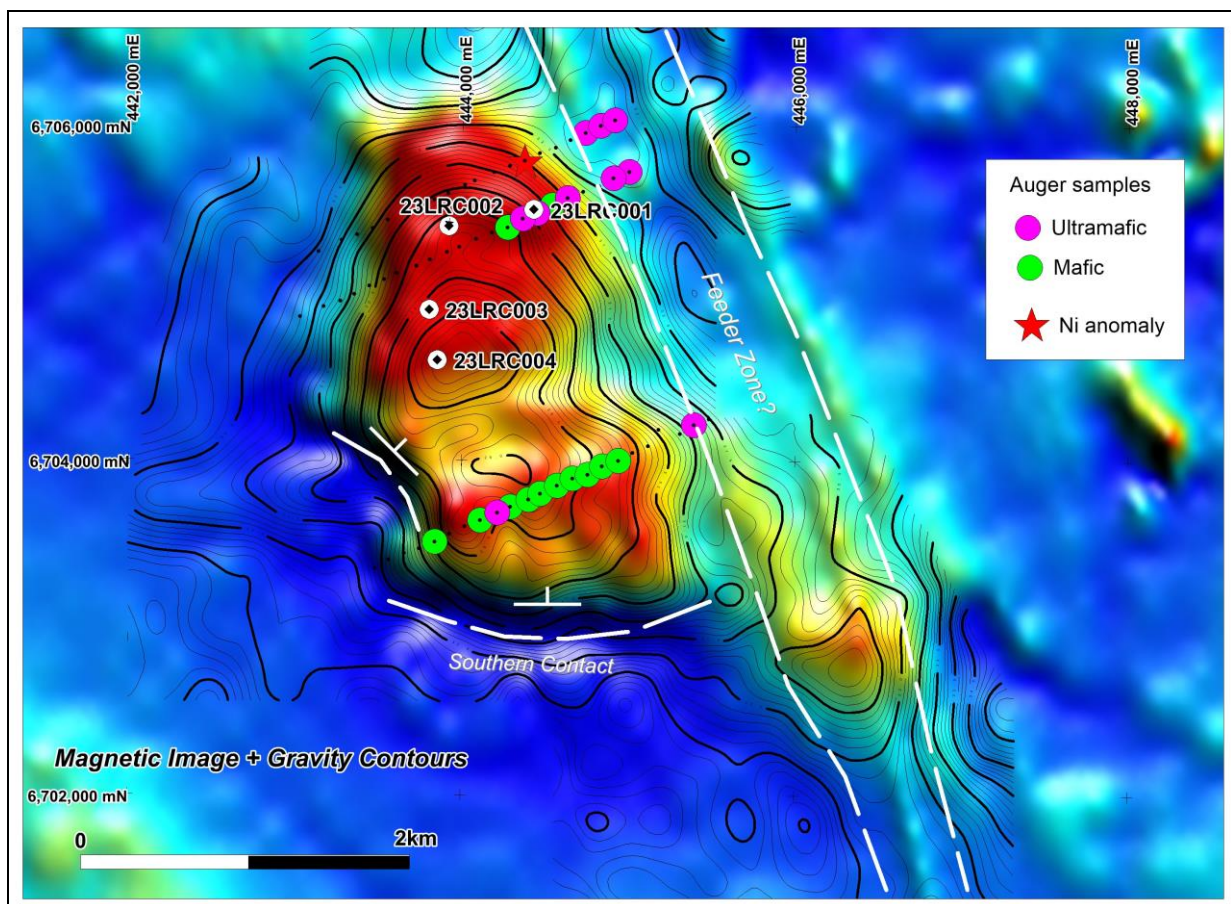 442,000 mE
444,000 mE
446,000 mE
448,000 mE
6,706,000 mN
Auger samples
Ultramafic
Mafic
Ni anomaly
23LRC002
23LRC001
23LRC003
23LRC004
Feeder Zone?
6,704,000 mN
Southern Contact
Magnetic Image + Gravity Contours
6,702,000 mN
0
2km